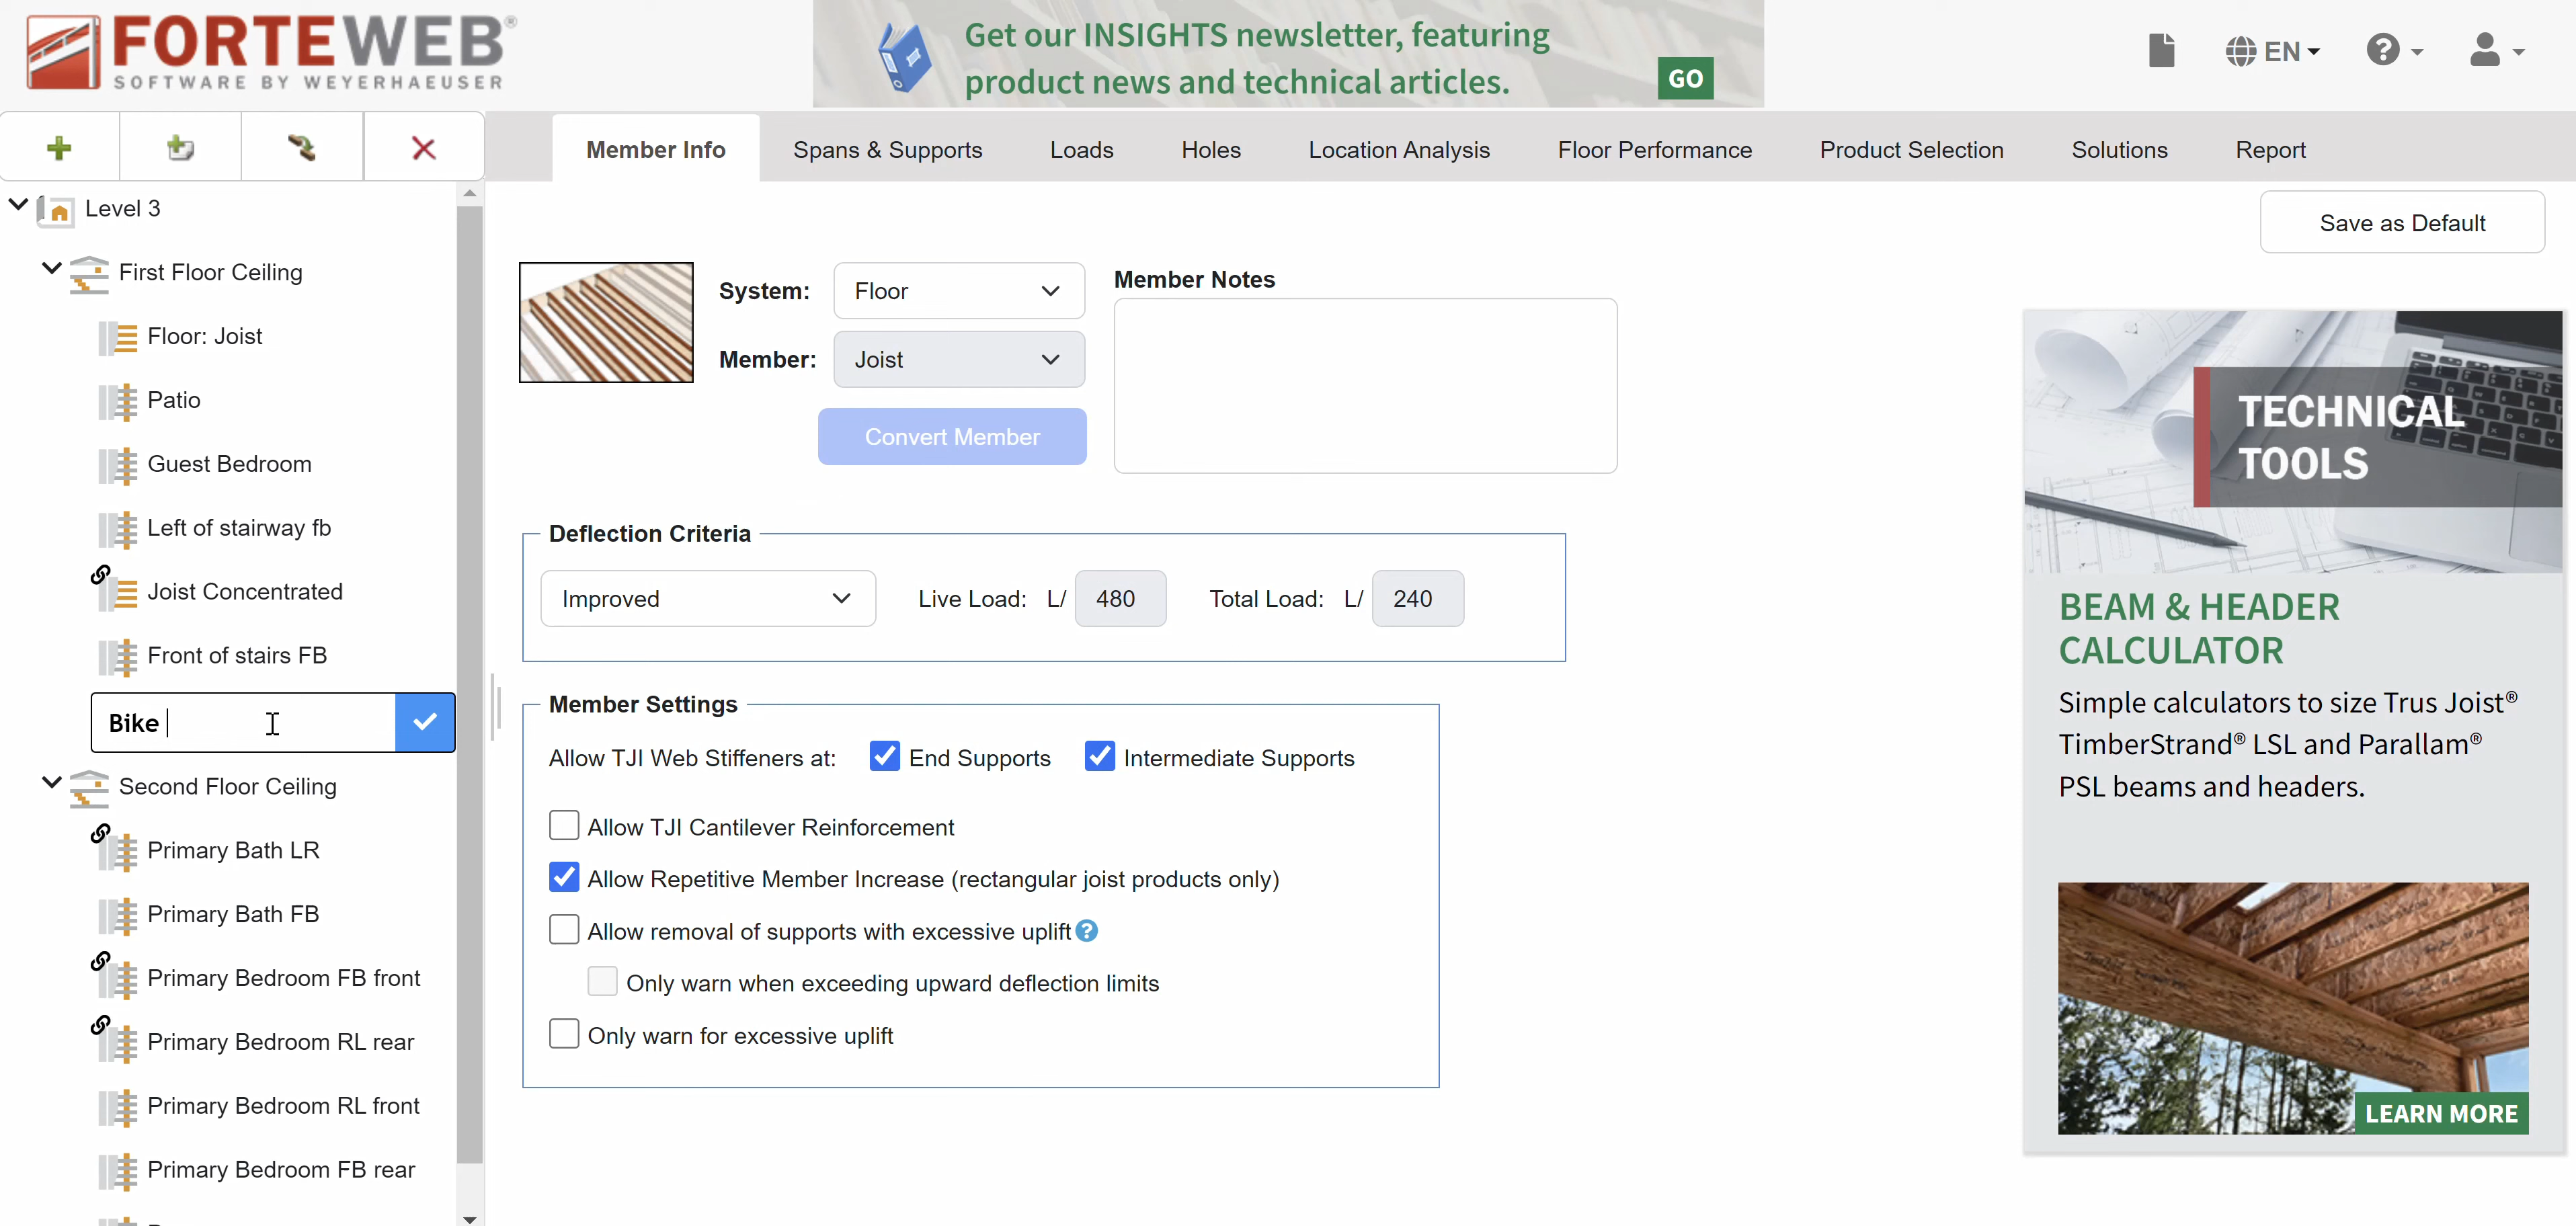 FORTEWEB®
SOFTWARE BY WEYERHAEUSER
Get our INSIGHTS newsletter, featuring
product news and technical articles.
GO
EN
Member Info
Spans & Supports
Loads
Holes
Location Analysis
Floor Performance
Product Selection
Solutions
Report
Level 3
First Floor Ceiling
Floor: Joist
Patio
Guest Bedroom
Left of stairway fb
Joist Concentrated
Front of stairs FB
Bike
Second Floor Ceiling
Primary Bath LR
Primary Bath FB
Primary Bedroom FB front
Primary Bedroom RL rear
Primary Bedroom RL front
Primary Bedroom FB rear
Save as Default
System: Floor
Member: Joist
Convert Member
Member Notes
Deflection Criteria
Improved Live Load: L/ 480 Total Load: L/ 240
Member Settings
Allow TJI Web Stiffeners at: End Supports Intermediate Supports
Allow TJI Cantilever Reinforcement
Allow Repetitive Member Increase (rectangular joist products only)
Allow removal of supports with excessive uplift ?
Only warn when exceeding upward deflection limits
Only warn for excessive uplift
TECHNICAL
TOOLS
BEAM & HEADER
CALCULATOR
Simple calculators to size Trus Joist®
TimberStrand® LSL and Parallam®
PSL beams and headers.
LEARN MORE